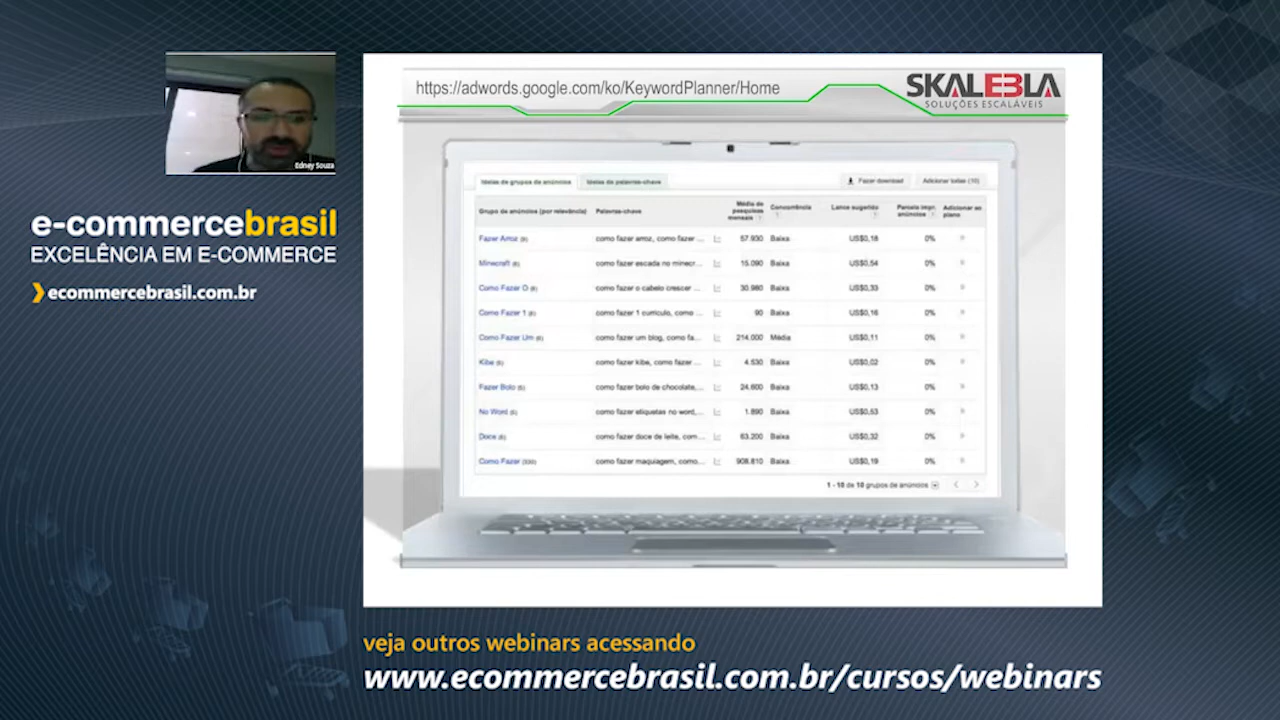 Edney Souza
e-commercebrasil
EXCELÊNCIA EM E-COMMERCE
ecommercebrasil.com.br
https://adwords.google.com/ko/KeywordPlanner/Home
SKALEBLA
SOLUÇÕES ESCALÁVEIS
Ideias de grupos de anúncios Ideias de palavras-chave Fazer download Adicionar todas (10)
Grupo de anúncios (por relevância) Palavras-chave Média de pesquisas mensais ? Concorrência ? Lance sugerido ? Parcela impr. anúncios ? Adicionar ao plano
Fazer Arroz (6) como fazer arroz, como fazer ... 57.930 Baixa US$0,18 0% »
Minecraft (6) como fazer escada no minecr... 15.090 Baixa US$0,54 0% »
Como Fazer O (6) como fazer o cabelo crescer ... 30.980 Baixa US$0,33 0% »
Como Fazer 1 (6) como fazer 1 curriculo, como ... 90 Baixa US$0,16 0% »
Como Fazer Um (6) como fazer um blog, como fa... 214.000 Média US$0,11 0% »
Kibe (5) como fazer kibe, como fazer ... 4.530 Baixa US$0,02 0% »
Fazer Bolo (5) como fazer bolo de chocolate,... 24.600 Baixa US$0,13 0% »
No Word (5) como fazer etiquetas no word,... 1.890 Baixa US$0,53 0% »
Doce (6) como fazer doce de leite, com... 63.200 Baixa US$0,32 0% »
Como Fazer como fazer maquiagem, como... 908.810 Baixa US$0,19 0% »
1 - 10 de 10 grupos de anúncios
veja outros webinars acessando
www.ecommercebrasil.com.br/cursos/webinars